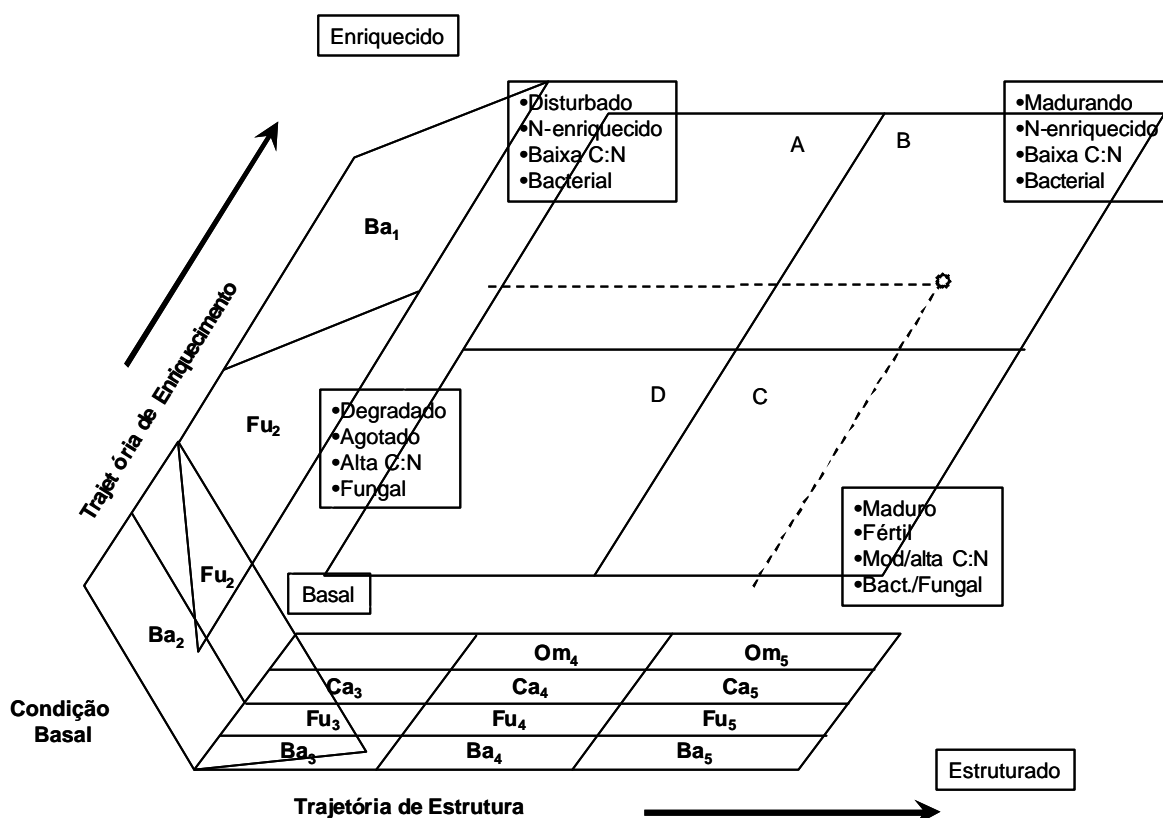 Enriquecido
•Disturbado
•N-enriquecido
•Baixa C:N
•Bacterial
•Madurando
•N-enriquecido
•Baixa C:N
•Bacterial
A
B
Ba1
Trajet ória de Enriquecimento
Fu2
•Degradado
•Agotado
•Alta C:N
•Fungal
D
C
•Maduro
•Fértil
•Mod/alta C:N
•Bact./Fungal
Fu2
Basal
Ba2
Om4
Om5
Ca3
Ca4
Ca5
Condição
Basal
Fu3
Fu4
Fu5
Ba3
Ba4
Ba5
Estruturado
Trajetória de Estrutura